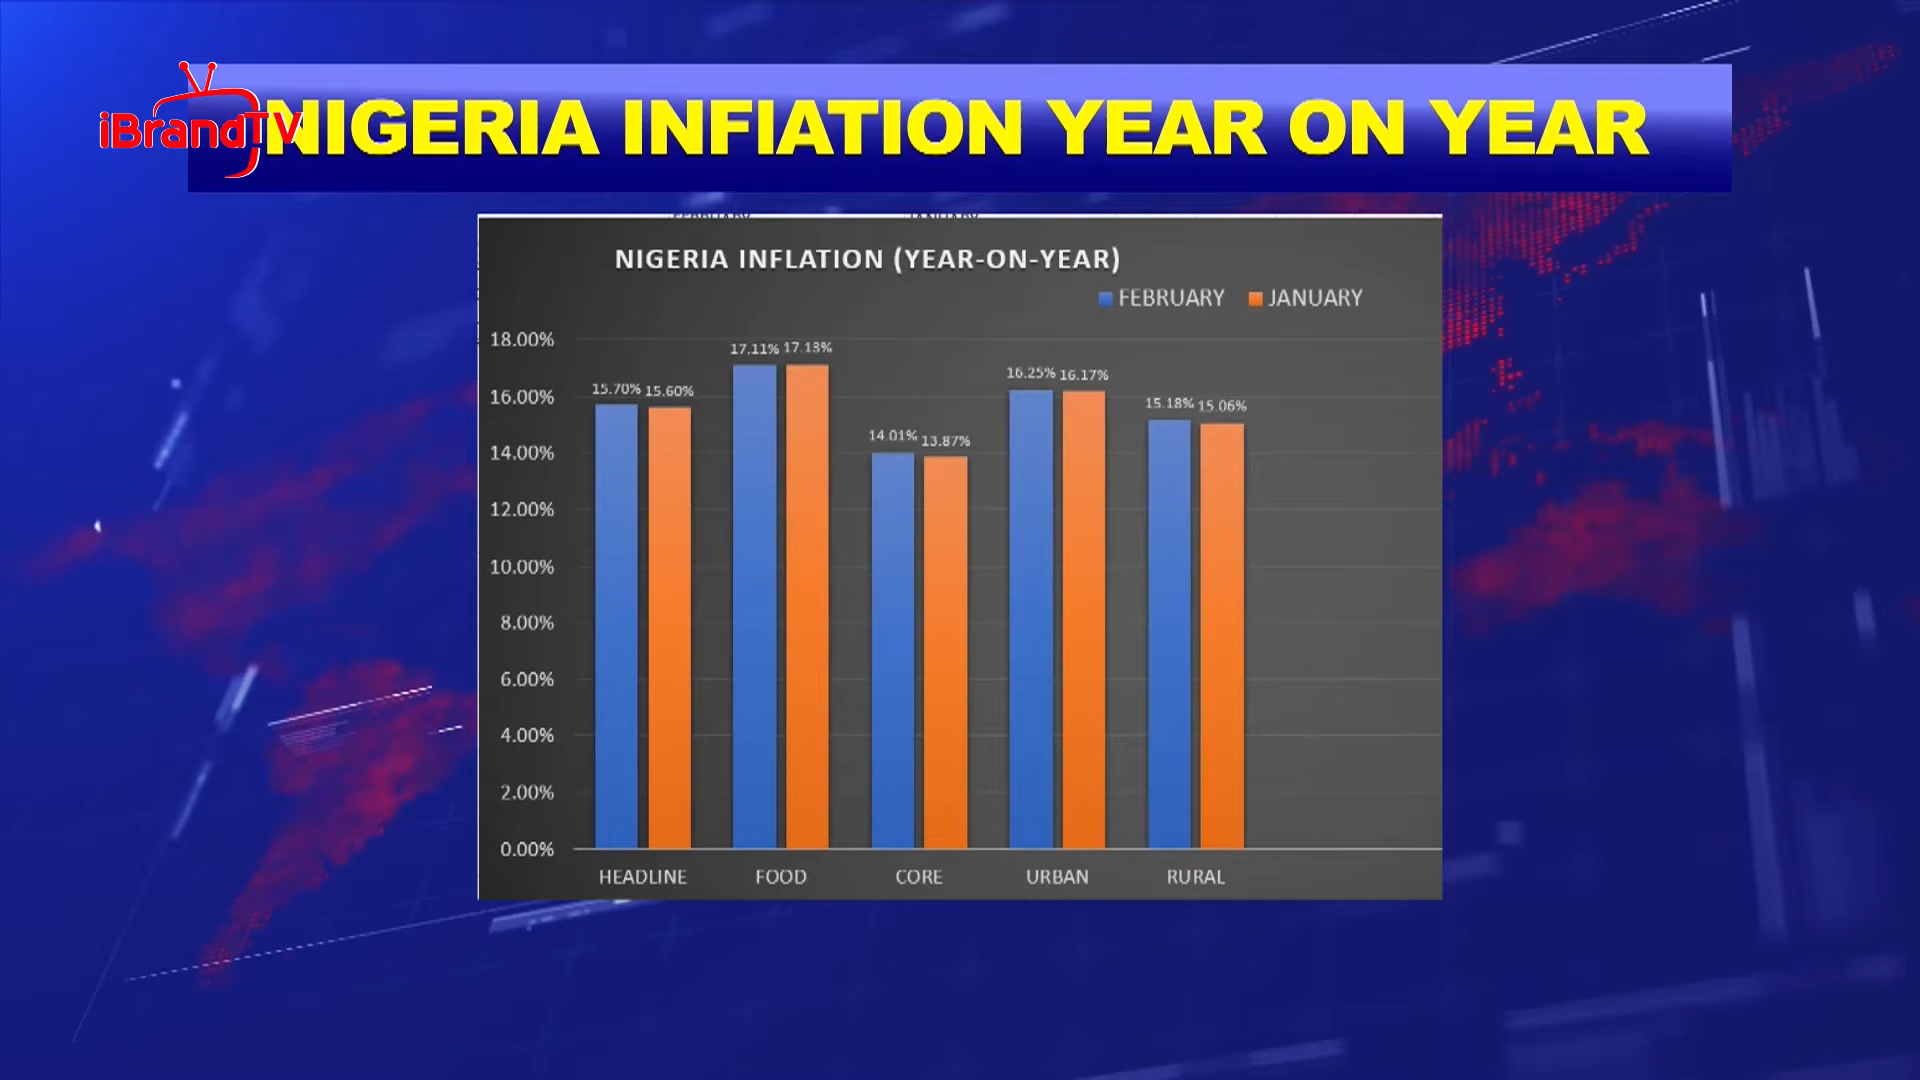 iBrandTV
NIGERIA INFIATION YEAR ON YEAR
FEBRUARY JANUARY
NIGERIA INFLATION (YEAR-ON-YEAR)
FEBRUARY JANUARY
18.00%
16.00%
14.00%
12.00%
10.00%
8.00%
6.00%
4.00%
2.00%
0.00%
15.70% 15.60%
17.11% 17.13%
14.01% 13.87%
16.25% 16.17%
15.18% 15.06%
HEADLINE FOOD CORE URBAN RURAL